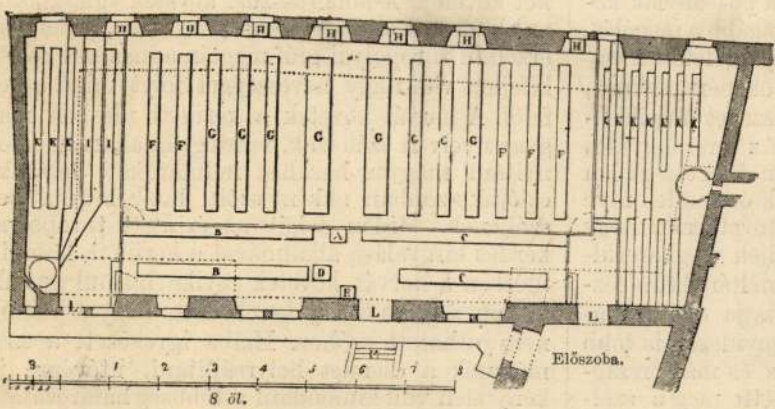 H H H H H H H
K K K I I F F G G G G G G G F F F K K K K K K K
B A C
B D C
E
L L L
Előszoba.
1 2 3 4 5 6 7 8
8 öl.